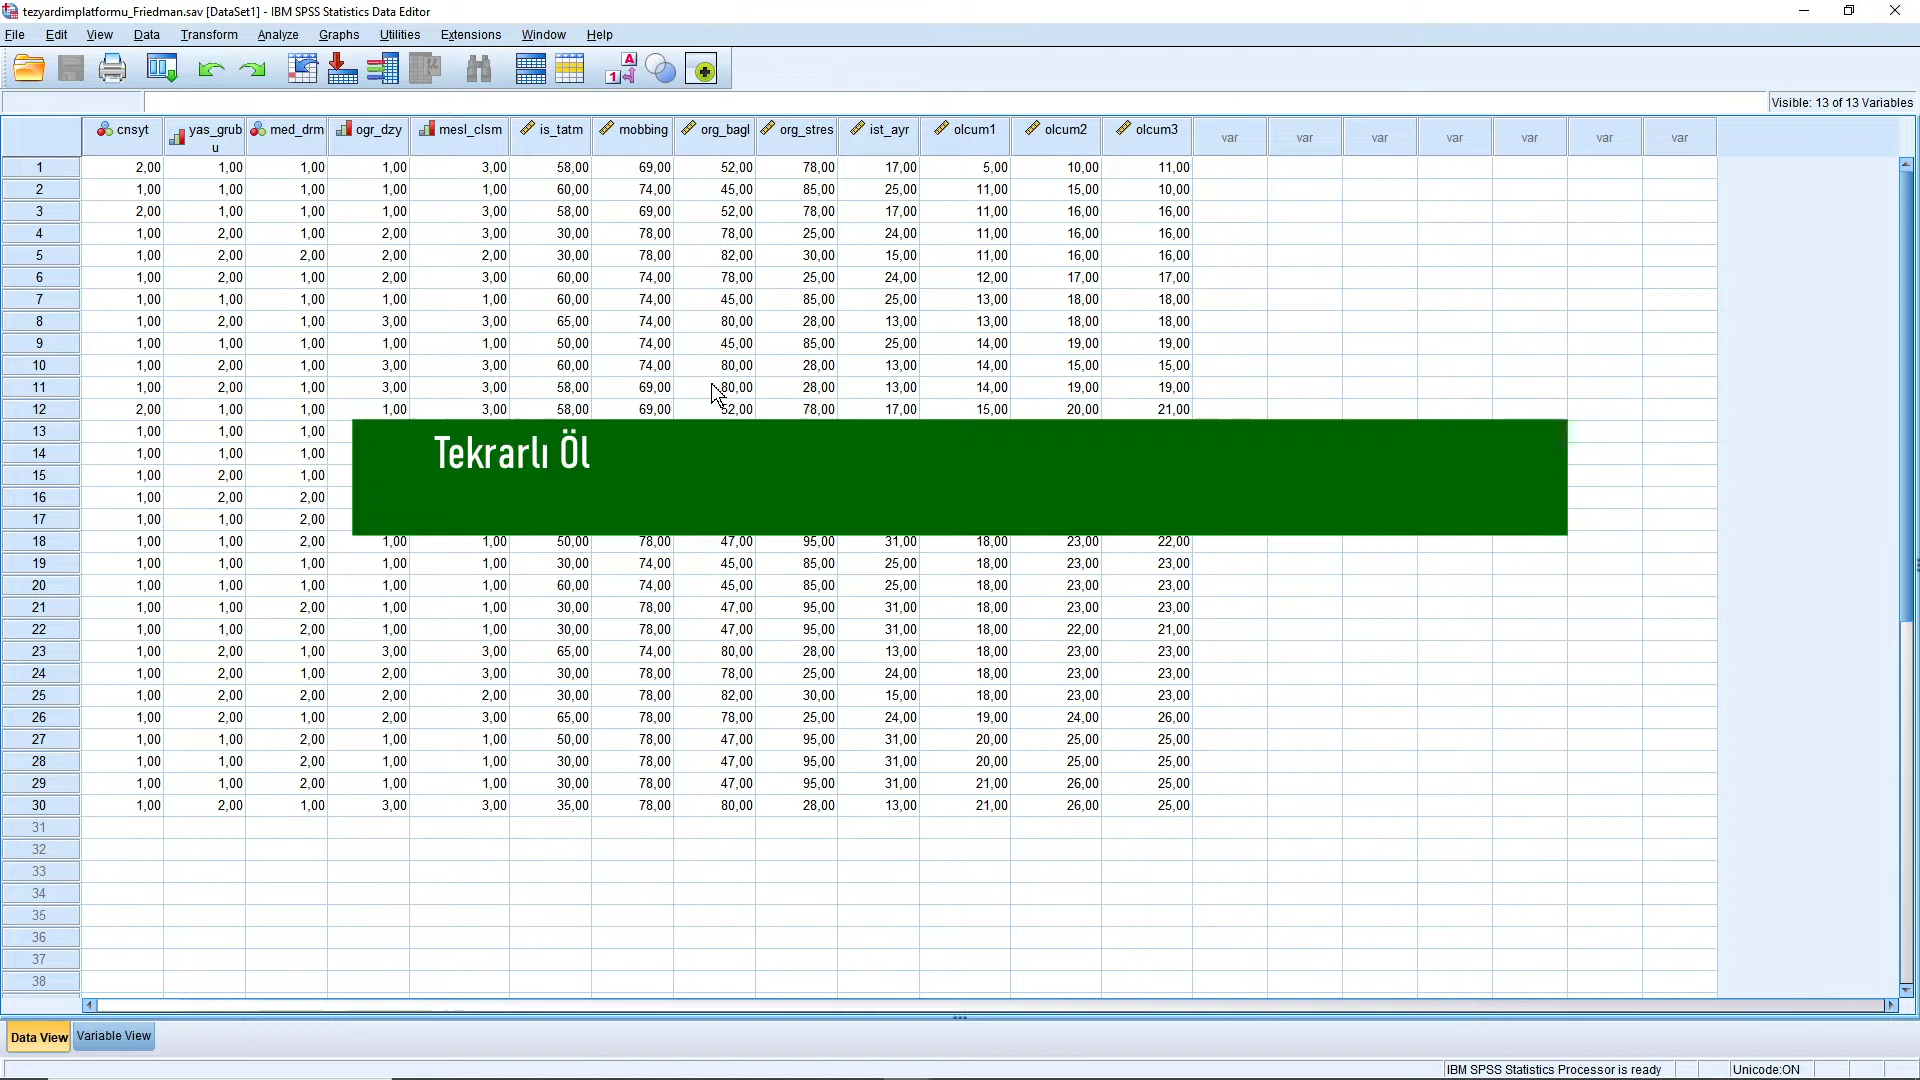 tezyardimplatformu_Friedman.sav [DataSet1] - IBM SPSS Statistics Data Editor
File Edit View Data Transform Analyze Graphs Utilities Extensions Window Help
Visible: 13 of 13 Variables
cnsyt yas_grubu med_drm ogr_dzy mesl_clsm is_tatm mobbing org_bagl org_stres ist_ayr olcum1 olcum2 olcum3 var var var var var var var
1 2,00 1,00 1,00 1,00 3,00 58,00 69,00 52,00 78,00 17,00 5,00 10,00 11,00
2 1,00 1,00 1,00 1,00 1,00 60,00 74,00 45,00 85,00 25,00 11,00 15,00 10,00
3 2,00 1,00 1,00 1,00 3,00 58,00 69,00 52,00 78,00 17,00 11,00 16,00 16,00
4 1,00 2,00 1,00 2,00 3,00 30,00 78,00 78,00 25,00 24,00 11,00 16,00 16,00
5 1,00 2,00 2,00 2,00 2,00 30,00 78,00 82,00 30,00 15,00 11,00 16,00 16,00
6 1,00 2,00 1,00 2,00 3,00 60,00 74,00 78,00 25,00 24,00 12,00 17,00 17,00
7 1,00 1,00 1,00 1,00 1,00 60,00 74,00 45,00 85,00 25,00 13,00 18,00 18,00
8 1,00 2,00 1,00 3,00 3,00 65,00 74,00 80,00 28,00 13,00 13,00 18,00 18,00
9 1,00 1,00 1,00 1,00 1,00 50,00 74,00 45,00 85,00 25,00 14,00 19,00 19,00
10 1,00 2,00 1,00 3,00 3,00 60,00 74,00 80,00 28,00 13,00 14,00 15,00 15,00
11 1,00 2,00 1,00 3,00 3,00 58,00 69,00 80,00 28,00 13,00 14,00 19,00 19,00
12 2,00 1,00 1,00 1,00 3,00 58,00 69,00 52,00 78,00 17,00 15,00 20,00 21,00
13 1,00 1,00 1,00
Tekrarlı Öl
14 1,00 1,00 1,00
15 1,00 2,00 1,00
16 1,00 2,00 2,00
17 1,00 1,00 2,00
18 1,00 1,00 2,00 1,00 1,00 50,00 78,00 47,00 95,00 31,00 18,00 23,00 22,00
19 1,00 1,00 1,00 1,00 1,00 30,00 74,00 45,00 85,00 25,00 18,00 23,00 23,00
20 1,00 1,00 1,00 1,00 1,00 60,00 74,00 45,00 85,00 25,00 18,00 23,00 23,00
21 1,00 1,00 2,00 1,00 1,00 30,00 78,00 47,00 95,00 31,00 18,00 23,00 23,00
22 1,00 1,00 2,00 1,00 1,00 30,00 78,00 47,00 95,00 31,00 18,00 22,00 21,00
23 1,00 2,00 1,00 3,00 3,00 65,00 74,00 80,00 28,00 13,00 18,00 23,00 23,00
24 1,00 2,00 1,00 2,00 3,00 30,00 78,00 78,00 25,00 24,00 18,00 23,00 23,00
25 1,00 2,00 2,00 2,00 2,00 30,00 78,00 82,00 30,00 15,00 18,00 23,00 23,00
26 1,00 2,00 1,00 2,00 3,00 65,00 78,00 78,00 25,00 24,00 19,00 24,00 26,00
27 1,00 1,00 2,00 1,00 1,00 50,00 78,00 47,00 95,00 31,00 20,00 25,00 25,00
28 1,00 1,00 2,00 1,00 1,00 30,00 78,00 47,00 95,00 31,00 20,00 25,00 25,00
29 1,00 1,00 2,00 1,00 1,00 30,00 78,00 47,00 95,00 31,00 21,00 26,00 25,00
30 1,00 2,00 1,00 3,00 3,00 35,00 78,00 80,00 28,00 13,00 21,00 26,00 25,00
31
32
33
34
35
36
37
38
Data View Variable View
IBM SPSS Statistics Processor is ready Unicode:ON